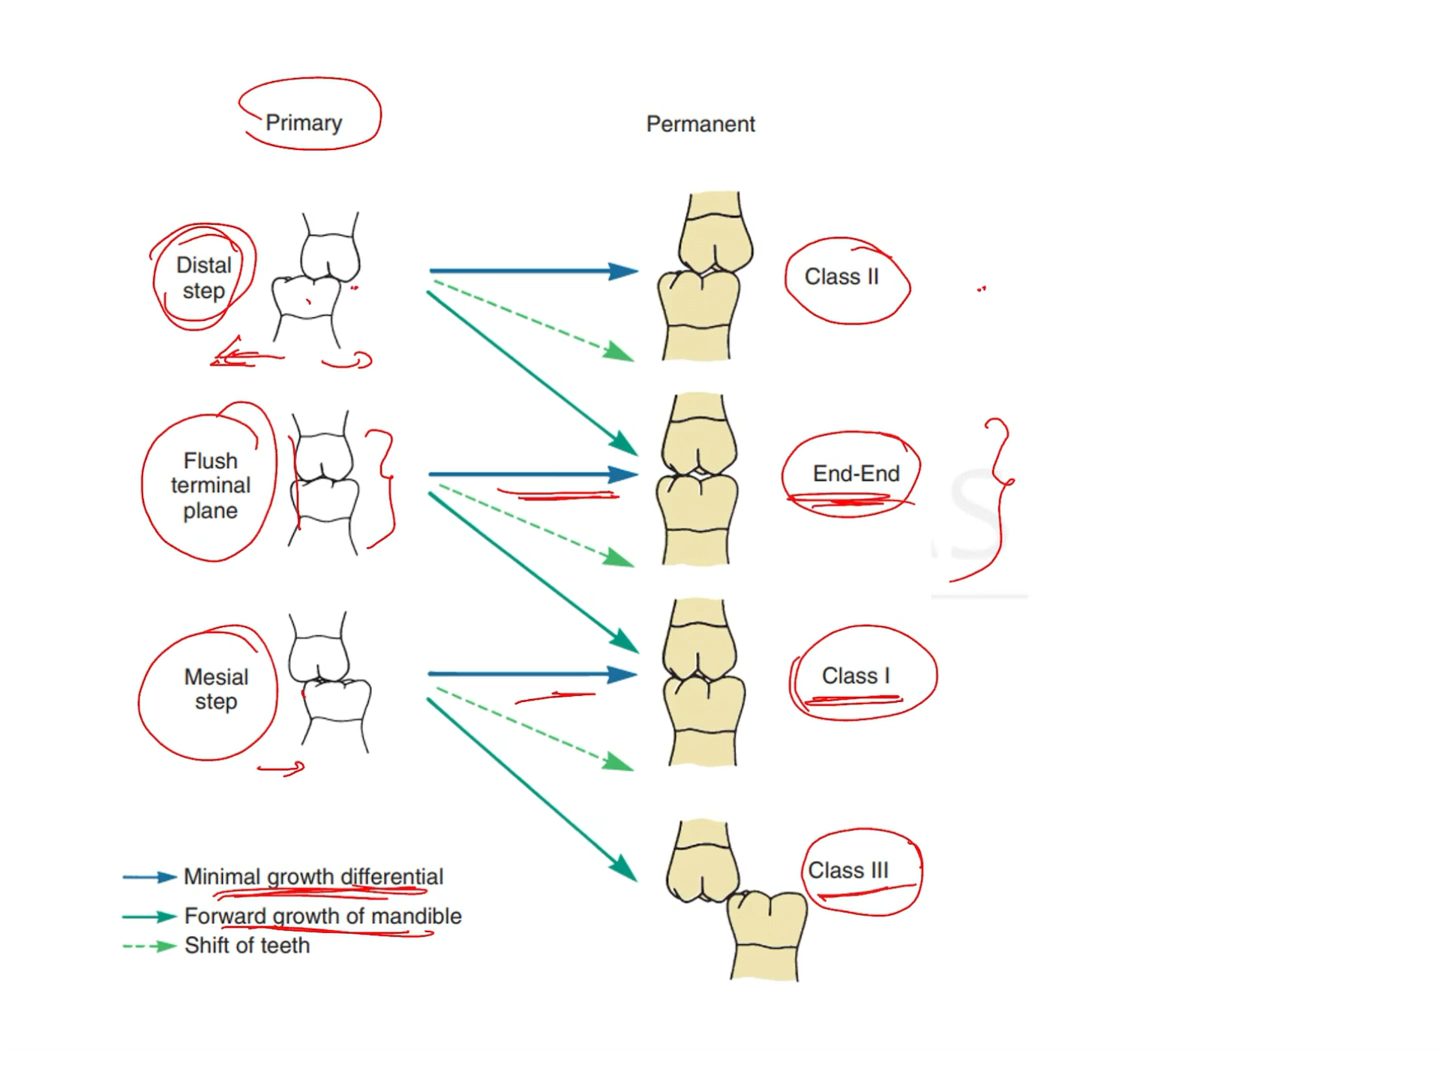 Primary
Permanent
Distal
step
Class II
Flush
terminal
plane
End-End
Mesial
step
Class I
Class III
Minimal growth differential
Forward growth of mandible
Shift of teeth